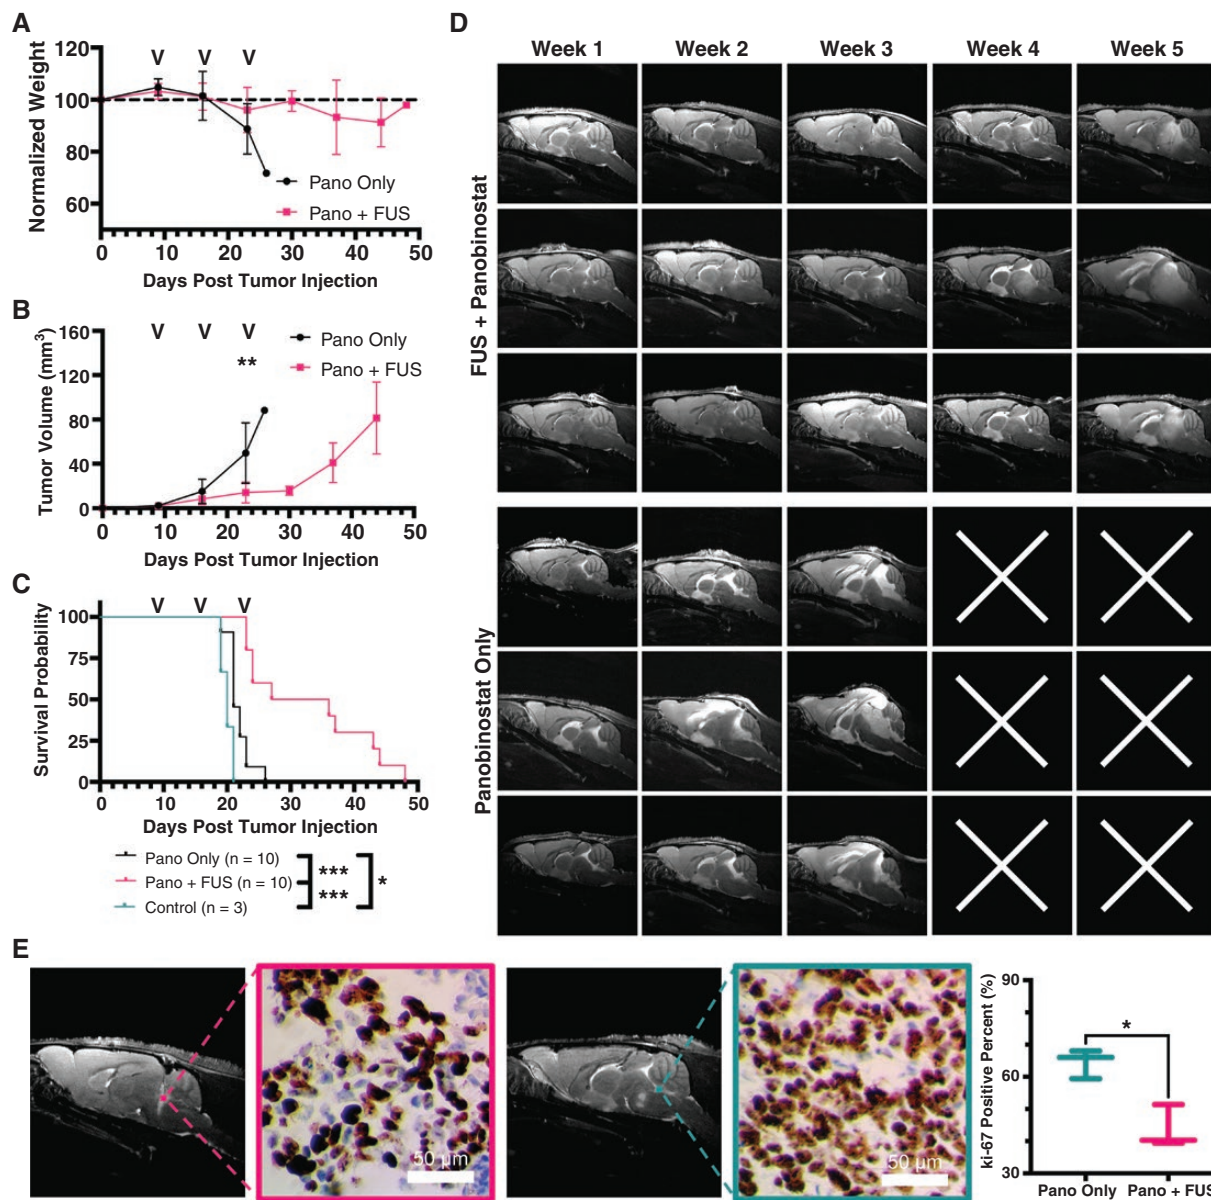 A
Normalized Weight
120
100
80
60
V V V
Pano Only
Pano + FUS
0 10 20 30 40 50
Days Post Tumor Injection
B
Tumor Volume (mm³)
160
120
80
40
0
V V V
**
Pano Only
Pano + FUS
0 10 20 30 40 50
Days Post Tumor Injection
C
Survival Probability
100
75
50
25
0
V V V
0 10 20 30 40 50
Days Post Tumor Injection
Pano Only (n = 10)
Pano + FUS (n = 10)
Control (n = 3)
***
***
*
D
Week 1 Week 2 Week 3 Week 4 Week 5
FUS + Panobinostat
Panobinostat Only
E
50 µm
50 µm
ki-67 Positive Percent (%)
90
60
30
*
Pano Only Pano + FUS